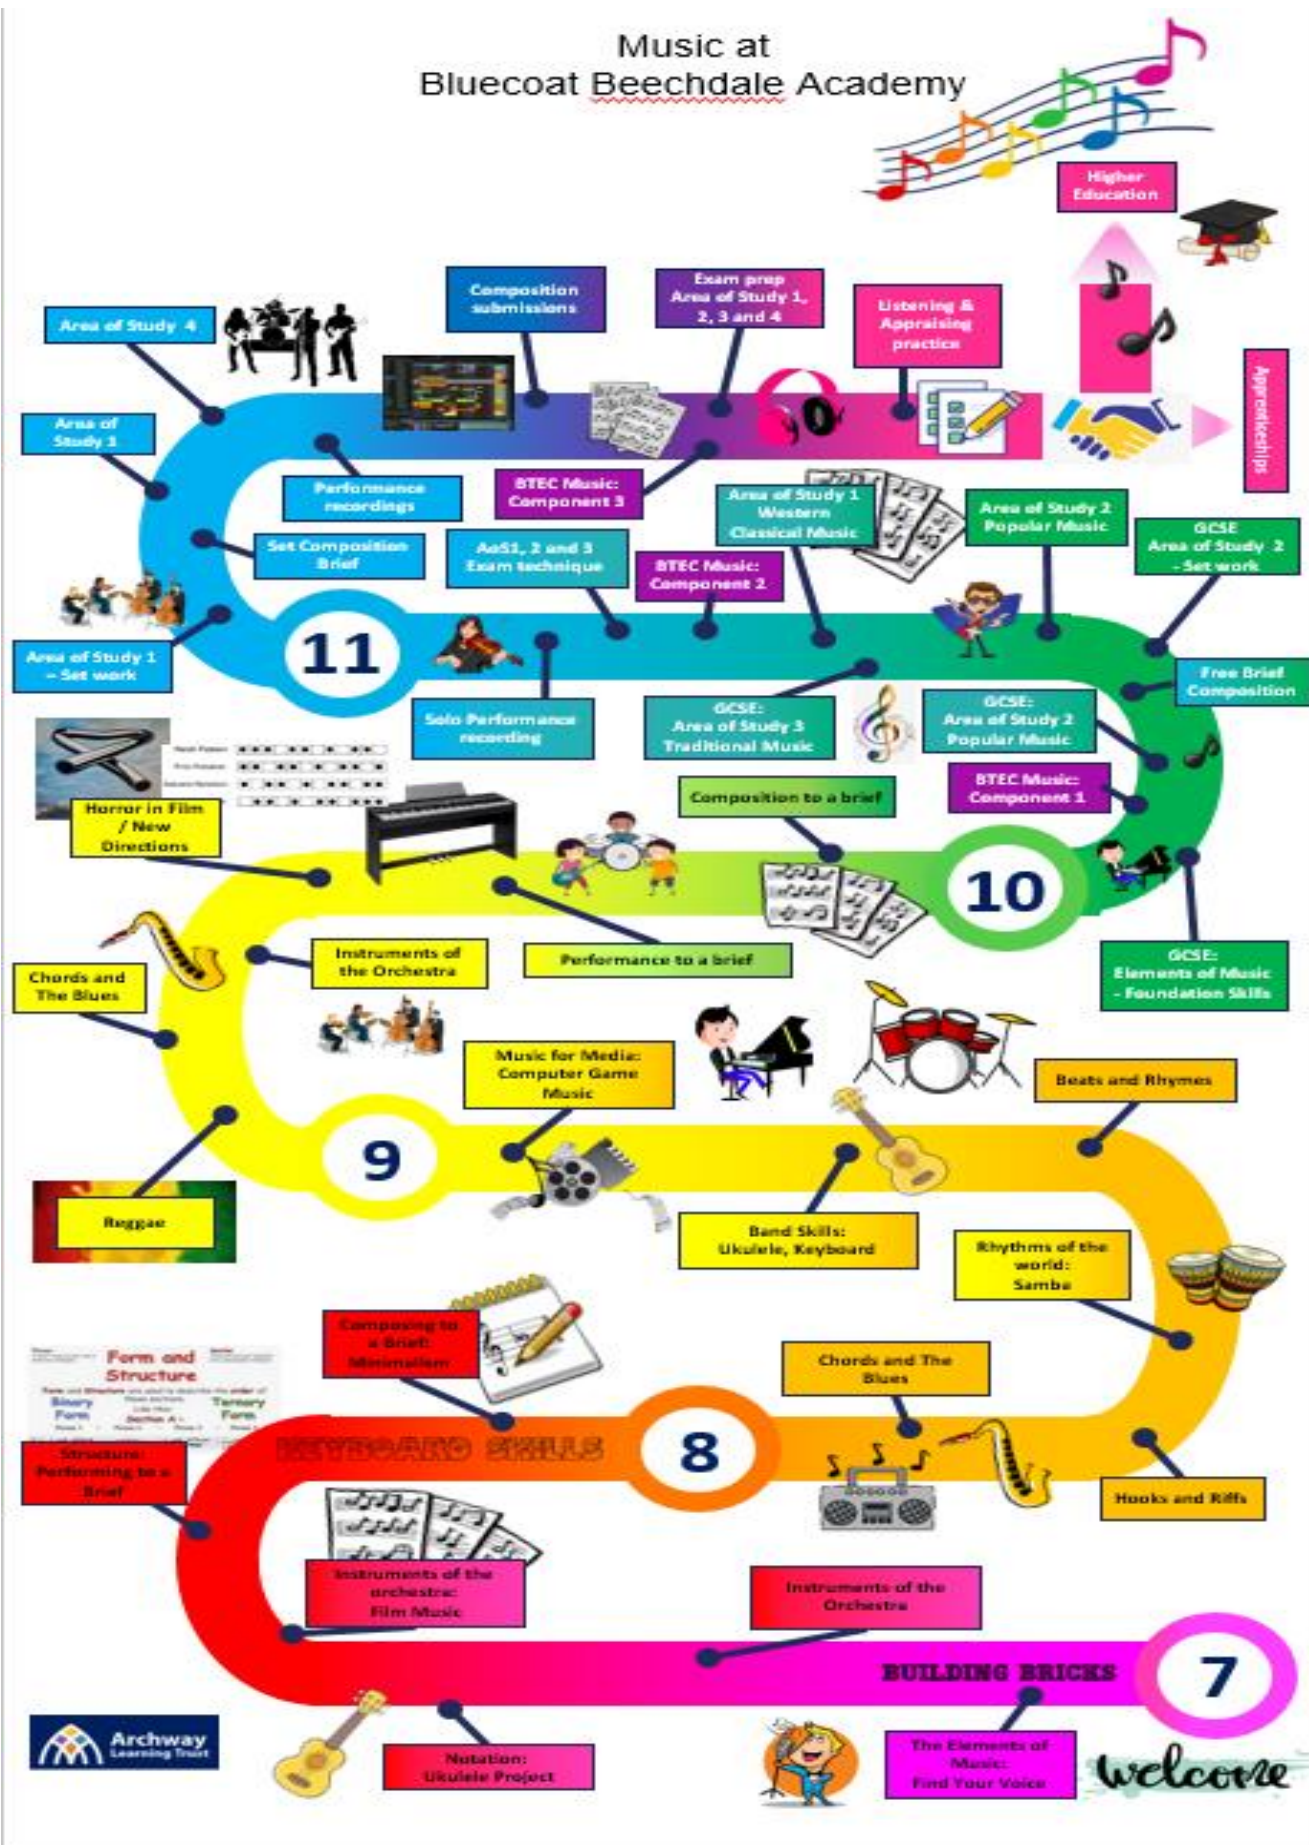 Music at
Bluecoat Beechdale Academy
Higher
Education
Composition
submissions
Exam prep
Area of Study 1,
2, 3 and 4
Listening &
Appraising
practice
Area of Study 4
Apprenticeships
Area of
Study 3
Performance
recordings
BTEC Music:
Component 3
Area of Study 1
Western
Classical Music
Area of Study 2
Popular Music
GCSE
Area of Study 2
- Set work
Set Composition
Brief
AoS1, 2 and 3
Exam technique
BTEC Music:
Component 2
11
Area of Study 1
– Set work
Free Brief
Composition
Solo Performance
recording
GCSE:
Area of Study 3
Traditional Music
GCSE:
Area of Study 2
Popular Music
BTEC Music:
Component 1
Composition to a brief
Horror in Film
/ New
Directions
10
Instruments of
the Orchestra
Performance to a brief
GCSE:
Elements of Music
- Foundation Skills
Chords and
The Blues
Music for Media:
Computer Game
Music
Beats and Rhymes
9
Reggae
Band Skills:
Ukulele, Keyboard
Rhythms of the
world:
Samba
Composing to
a Brief:
Minimalism
Form and
Structure
Binary
Form
Ternary
Form
Section A -
Chords and The
Blues
KEYBOARD SKILLS
8
Structure:
Performing to a
Brief
Hooks and Riffs
Instruments of the
orchestra:
Film Music
Instruments of the
Orchestra
BUILDING BRICKS
7
Archway
Learning Trust
Notation:
Ukulele Project
The Elements of
Music:
Find Your Voice
welcome